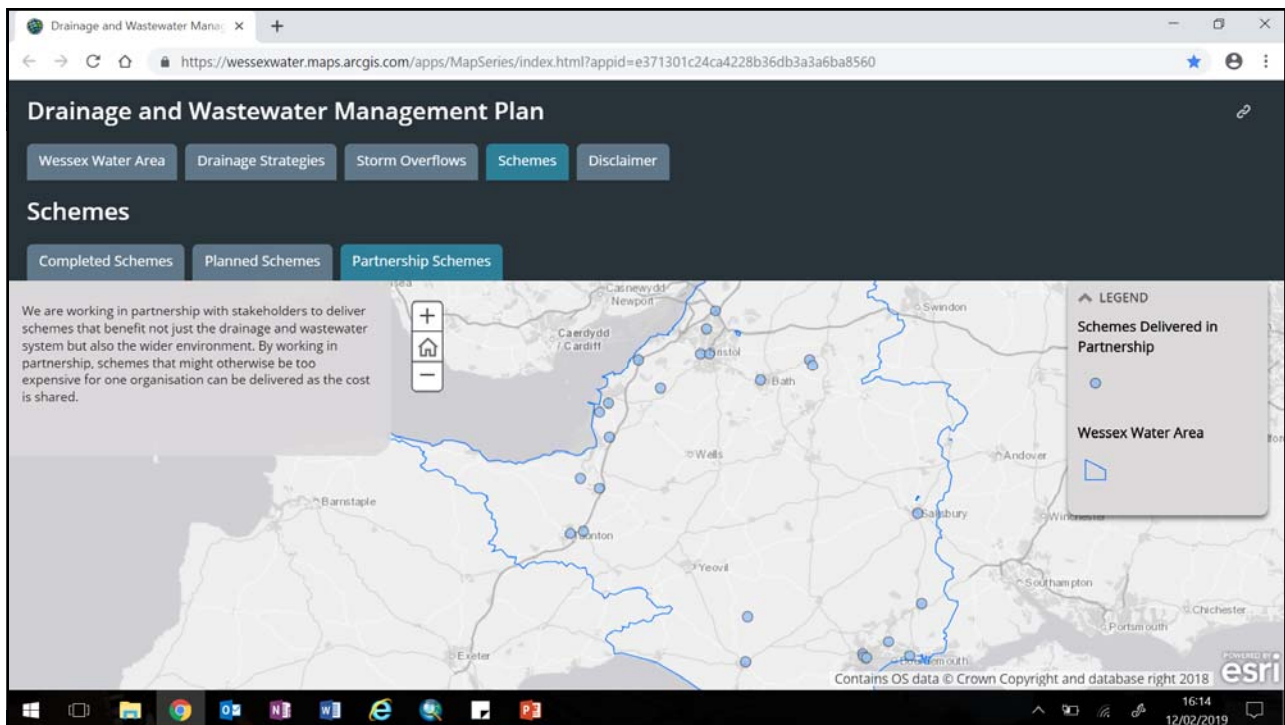 Drainage and Wastewater Manag
https://wessexwater.maps.arcgis.com/apps/MapSeries/index.html?appid=e371301c24ca4228b36db3a3a6ba8560
Drainage and Wastewater Management Plan
Wessex Water Area
Drainage Strategies
Storm Overflows
Schemes
Disclaimer
Schemes
Completed Schemes
Planned Schemes
Partnership Schemes
We are working in partnership with stakeholders to deliver
schemes that benefit not just the drainage and wastewater
system but also the wider environment. By working in
partnership, schemes that might otherwise be too
expensive for one organisation can be delivered as the cost
is shared.
LEGEND
Schemes Delivered in
Partnership
Wessex Water Area
Casnewydd
Newport
Caerdydd
/ Cardiff
Swindon
Bath
Wells
Andover
Barnstaple
Yeovil
Southampton
Chichester
Portsmouth
Exeter
Contains OS data © Crown Copyright and database right 2018
POWERED BY
esri
16:14
12/02/2019